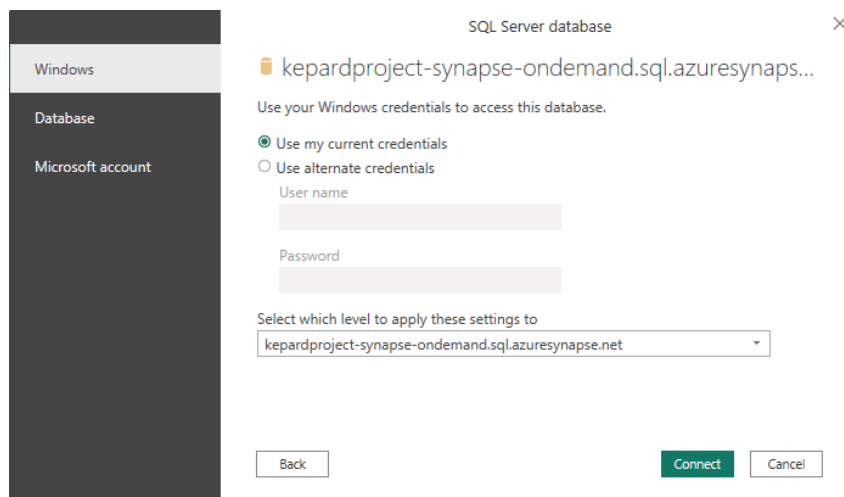 SQL Server database
Windows
Database
Microsoft account
kepardproject-synapse-ondemand.sql.azuresynaps...
Use your Windows credentials to access this database.
Use my current credentials
Use alternate credentials
User name
Password
Select which level to apply these settings to
kepardproject-synapse-ondemand.sql.azuresynapse.net
Back
Connect
Cancel